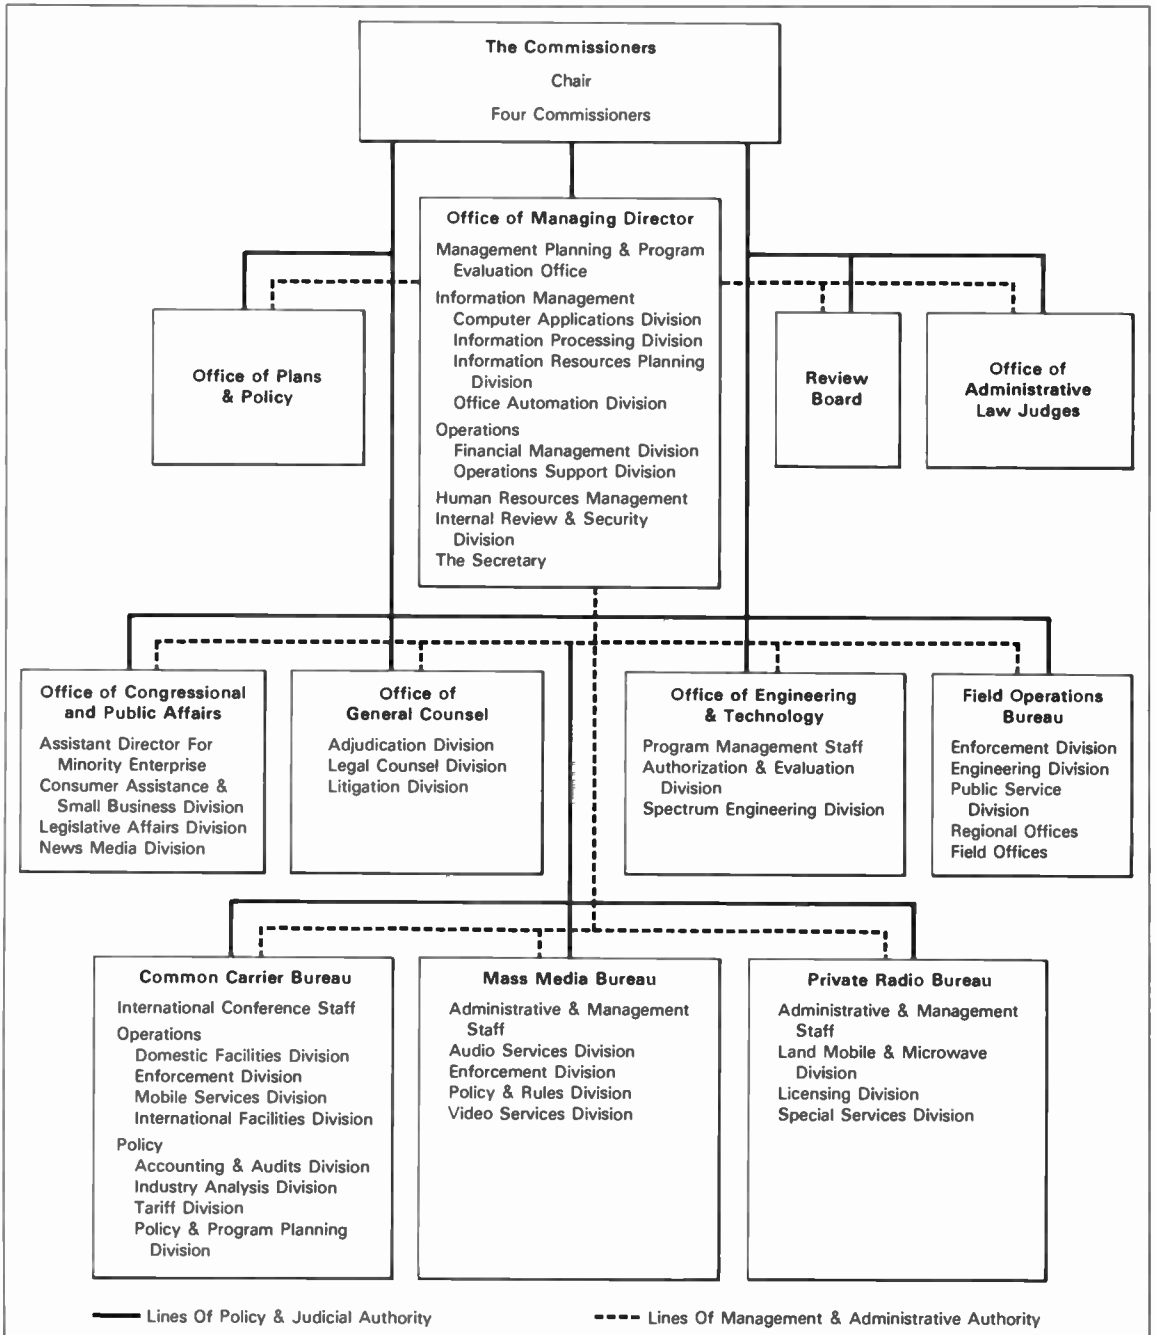 The Commissioners
Chair
Four Commissioners
Office of Managing Director
Management Planning & Program
Evaluation Office
Information Management
Computer Applications Division
Information Processing Division
Information Resources Planning
Division
Office Automation Division
Operations
Financial Management Division
Operations Support Division
Human Resources Management
Internal Review & Security
Division
The Secretary
Office of Plans
& Policy
Review
Board
Office of
Administrative
Law Judges
Office of Congressional
and Public Affairs
Assistant Director For
Minority Enterprise
Consumer Assistance &
Small Business Division
Legislative Affairs Division
News Media Division
Office of
General Counsel
Adjudication Division
Legal Counsel Division
Litigation Division
Office of Engineering
& Technology
Program Management Staff
Authorization & Evaluation
Division
Spectrum Engineering Division
Field Operations
Bureau
Enforcement Division
Engineering Division
Public Service
Division
Regional Offices
Field Offices
Common Carrier Bureau
International Conference Staff
Operations
Domestic Facilities Division
Enforcement Division
Mobile Services Division
International Facilities Division
Policy
Accounting & Audits Division
Industry Analysis Division
Tariff Division
Policy & Program Planning
Division
Mass Media Bureau
Administrative & Management
Staff
Audio Services Division
Enforcement Division
Policy & Rules Division
Video Services Division
Private Radio Bureau
Administrative & Management
Staff
Land Mobile & Microwave
Division
Licensing Division
Special Services Division
Lines Of Policy & Judicial Authority
Lines Of Management & Administrative Authority